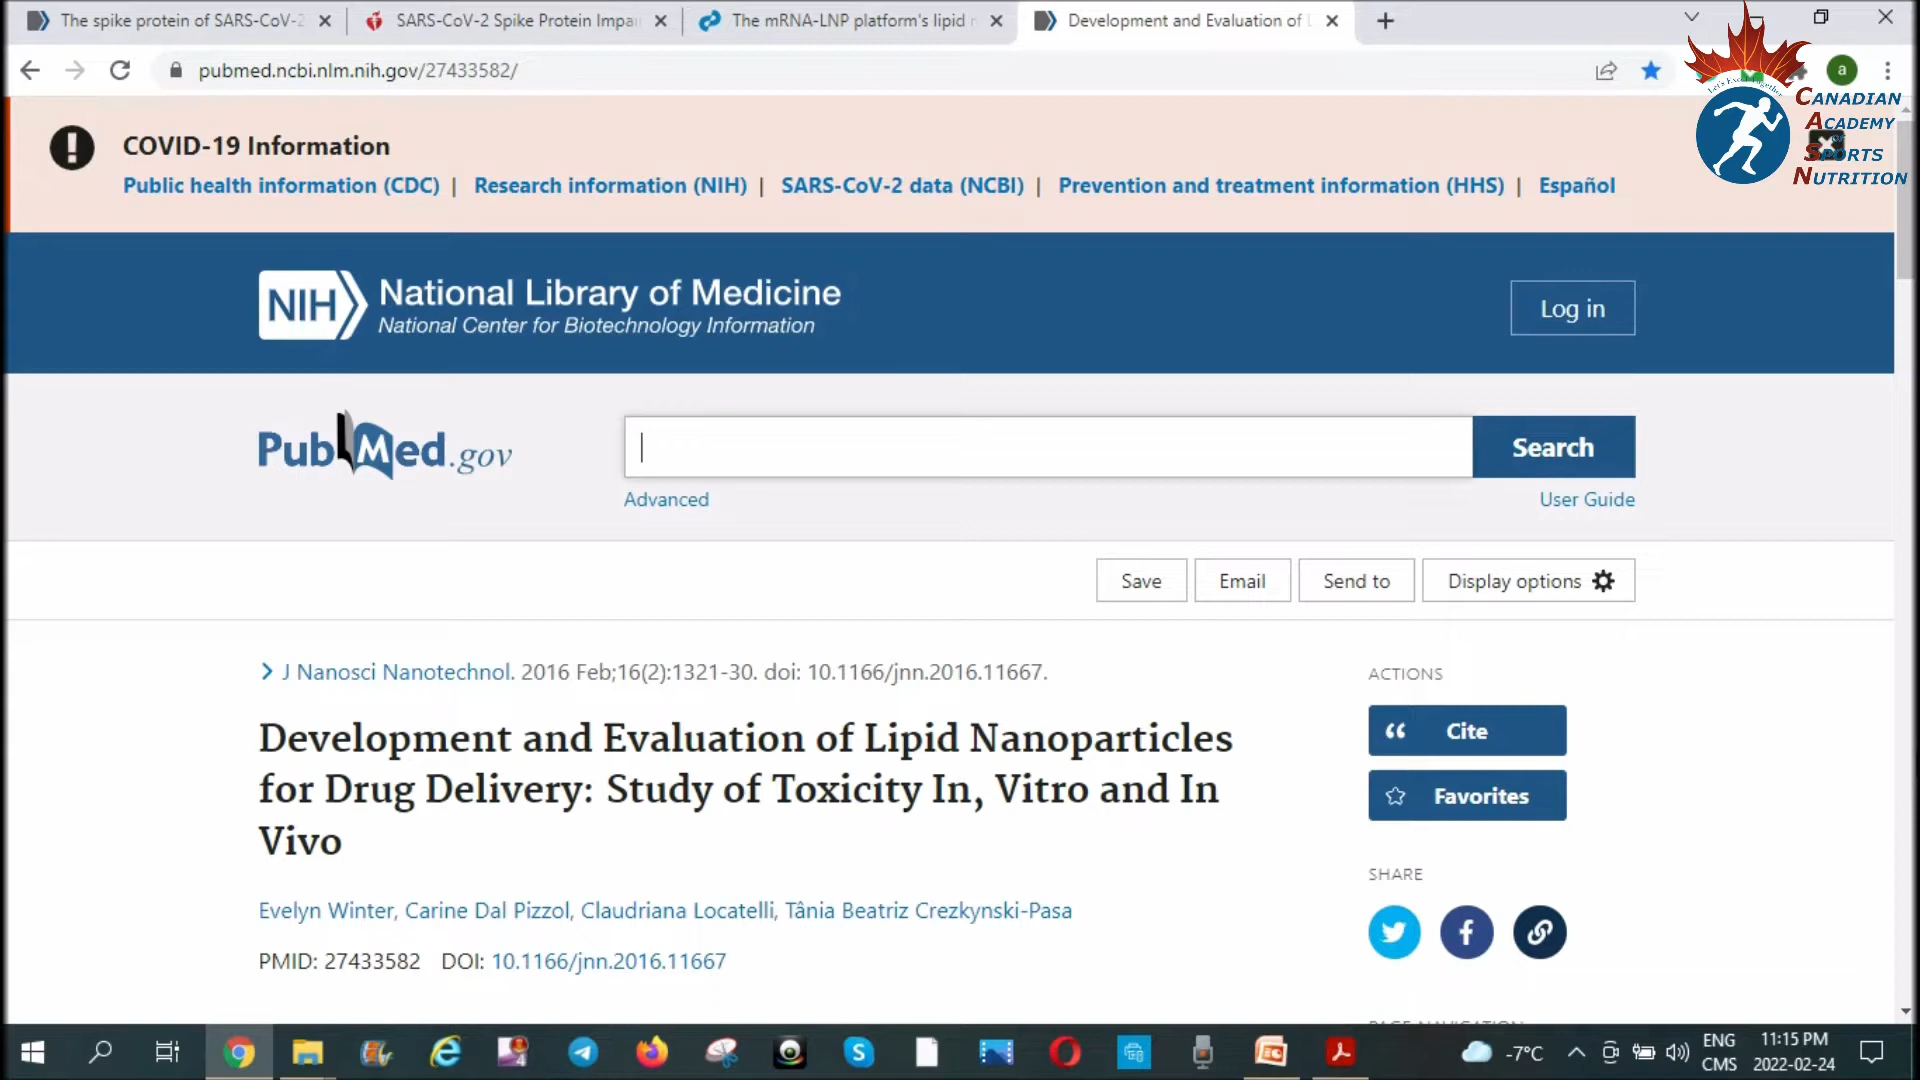 The spike protein of SARS-CoV-2
SARS-CoV-2 Spike Protein Impai
The mRNA-LNP platform's lipid
Development and Evaluation of
pubmed.ncbi.nlm.nih.gov/27433582/
a
Let's Excel Together
CANADIAN
ACADEMY
OF
SPORTS
NUTRITION
COVID-19 Information
Public health information (CDC) | Research information (NIH) | SARS-CoV-2 data (NCBI) | Prevention and treatment information (HHS) | Español
NIH National Library of Medicine
National Center for Biotechnology Information
Log in
PubMed.gov
Search
Advanced
User Guide
Save
Email
Send to
Display options
J Nanosci Nanotechnol. 2016 Feb;16(2):1321-30. doi: 10.1166/jnn.2016.11667.
Development and Evaluation of Lipid Nanoparticles
for Drug Delivery: Study of Toxicity In, Vitro and In
Vivo
Evelyn Winter, Carine Dal Pizzol, Claudriana Locatelli, Tânia Beatriz Crezkynski-Pasa
PMID: 27433582 DOI: 10.1166/jnn.2016.11667
ACTIONS
Cite
Favorites
SHARE
PAGE NAVIGATION
-7°C
ENG
CMS
11:15 PM
2022-02-24